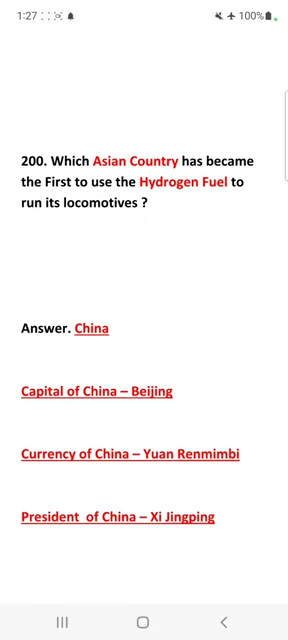 1:27
100%
200. Which Asian Country has became
the First to use the Hydrogen Fuel to
run its locomotives ?
Answer. China
Capital of China – Beijing
Currency of China – Yuan Renmimbi
President  of China – Xi Jingping